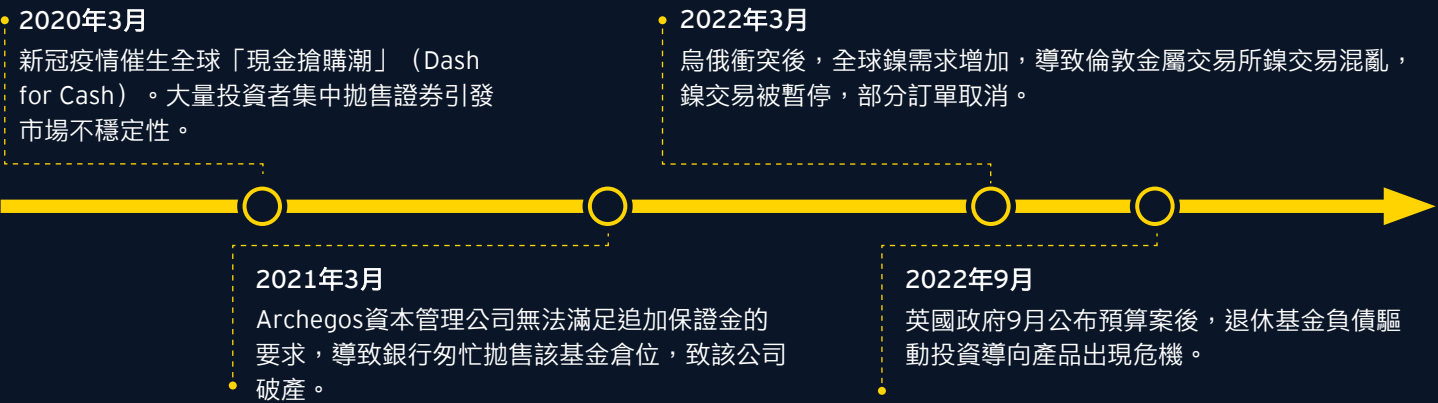 2020年3月
新冠疫情催生全球「現金搶購潮」（Dash
for Cash）。大量投資者集中拋售證券引發
市場不穩定性。
2022年3月
烏俄衝突後，全球鎳需求增加，導致倫敦金屬交易所鎳交易混亂，
鎳交易被暫停，部分訂單取消。
2021年3月
Archegos資本管理公司無法滿足追加保證金的
要求，導致銀行匆忙拋售該基金倉位，致該公司
破產。
2022年9月
英國政府9月公布預算案後，退休基金負債驅
動投資導向產品出現危機。